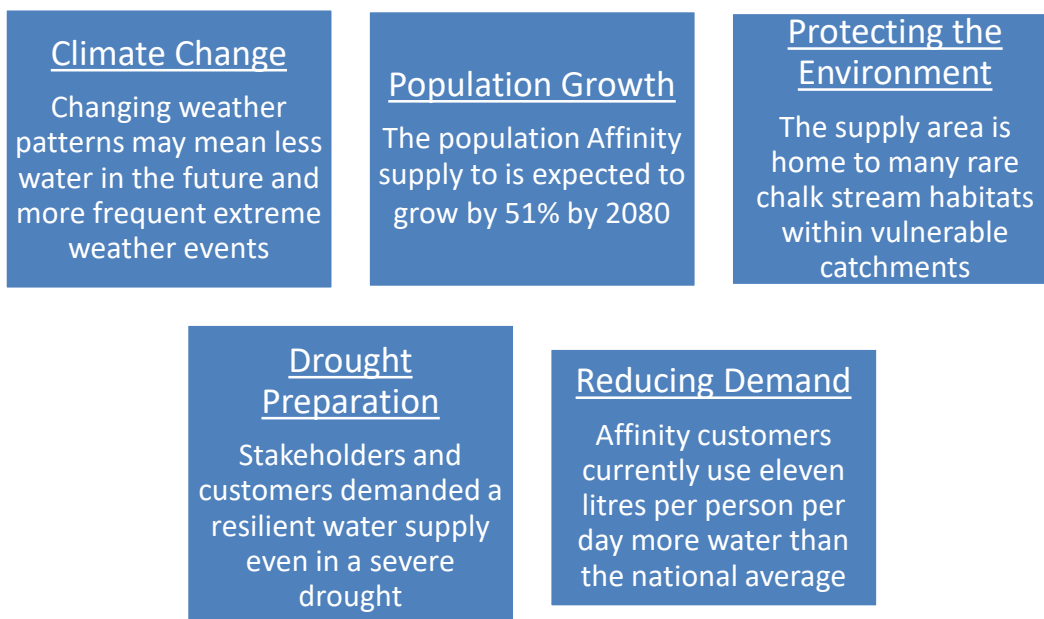 Climate Change
Changing weather
patterns may mean less
water in the future and
more frequent extreme
weather events
Population Growth
The population Affinity
supply to is expected to
grow by 51% by 2080
Protecting the
Environment
The supply area is
home to many rare
chalk stream habitats
within vulnerable
catchments
Drought
Preparation
Stakeholders and
customers demanded a
resilient water supply
even in a severe
drought
Reducing Demand
Affinity customers
currently use eleven
litres per person per
day more water than
the national average